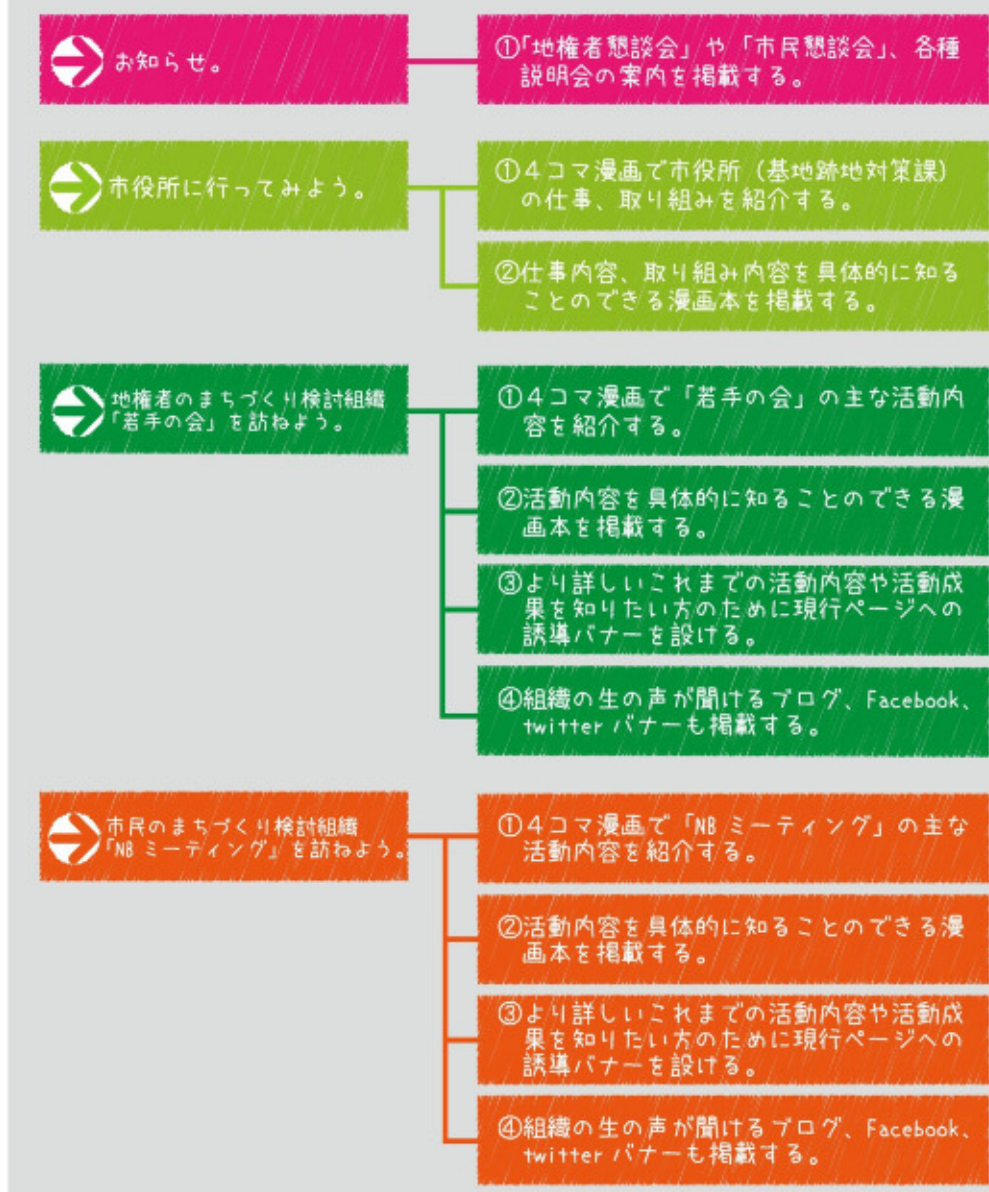 お知らせ。
①「地権者懇談会」や「市民懇談会」、各種
説明会の案内を掲載する。
市役所に行ってみよう。
①4コマ漫画で市役所（基地跡地対策課）
の仕事、取り組みを紹介する。
②仕事内容、取り組み内容を具体的に知る
ことのできる漫画本を掲載する。
地権者のまちづくり検討組織
「若手の会」を訪ねよう。
①4コマ漫画で「若手の会」の主な活動内
容を紹介する。
②活動内容を具体的に知ることのできる漫
画本を掲載する。
③より詳しいこれまでの活動内容や活動成
果を知りたい方のために現行ページへの
誘導バナーを設ける。
④組織の生の声が聞けるブログ、Facebook、
twitter バナーも掲載する。
市民のまちづくり検討組織
「NB ミーティング」を訪ねよう。
①4コマ漫画で「NB ミーティング」の主な
活動内容を紹介する。
②活動内容を具体的に知ることのできる漫
画本を掲載する。
③より詳しいこれまでの活動内容や活動成
果を知りたい方のために現行ページへの
誘導バナーを設ける。
④組織の生の声が聞けるブログ、Facebook、
twitter バナーも掲載する。